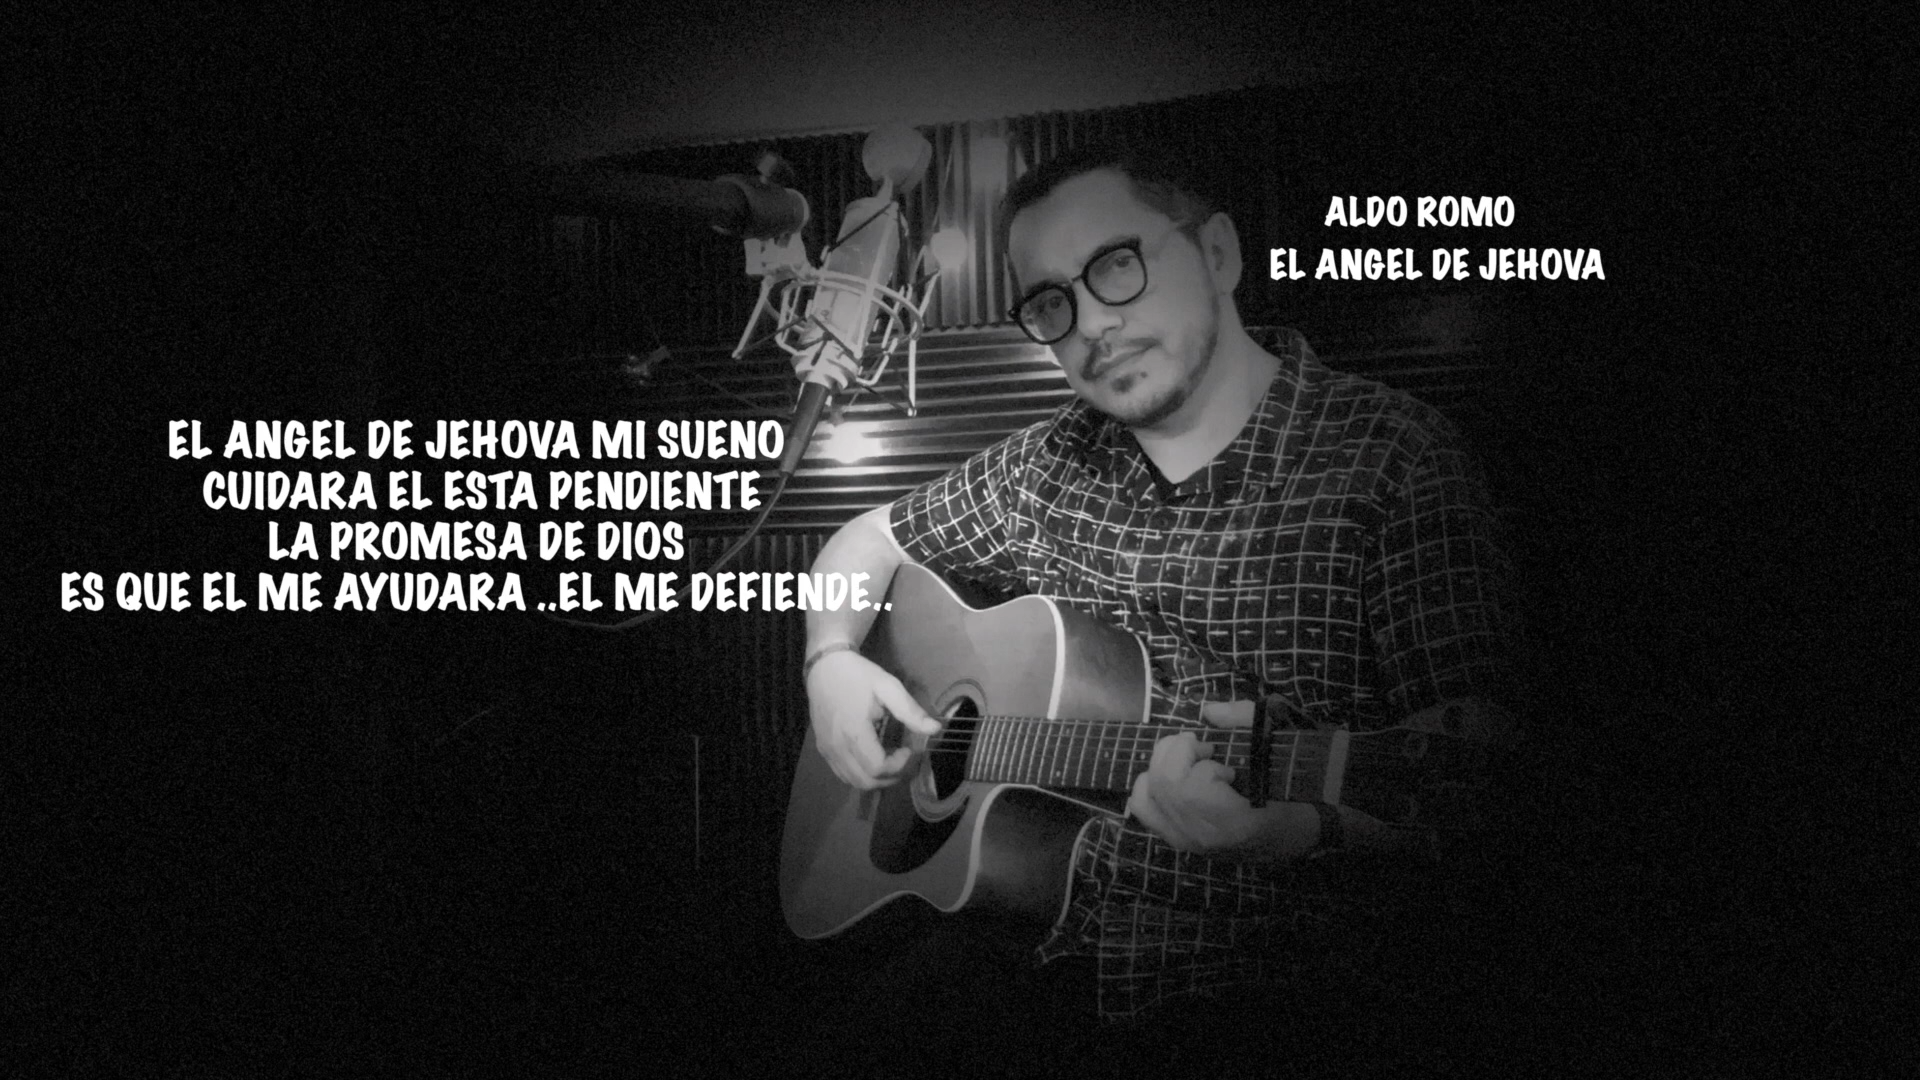 ALDO ROMO
EL ANGEL DE JEHOVA
EL ANGEL DE JEHOVA MI SUENO
CUIDARA EL ESTA PENDIENTE
LA PROMESA DE DIOS
ES QUE EL ME AYUDARA ..EL ME DEFIENDE..